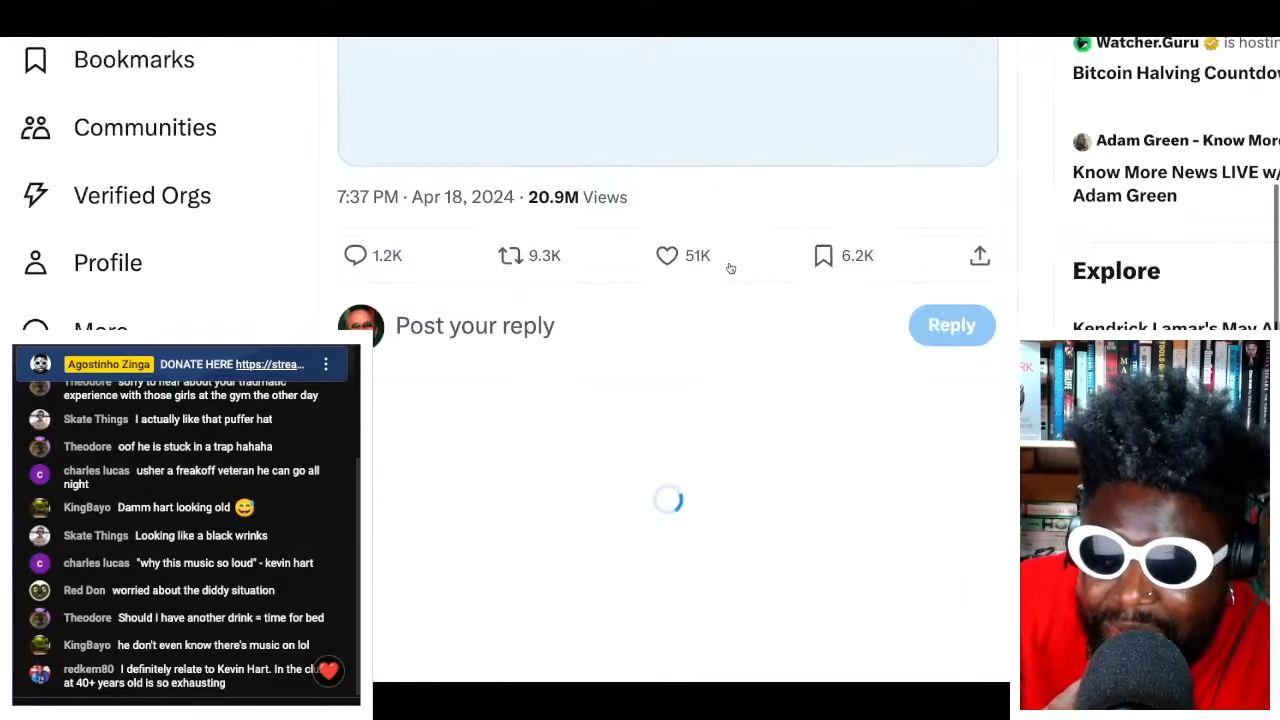 Bookmarks
Communities
Verified Orgs
Profile
More
7:37 PM · Apr 18, 2024 · 20.9M Views
1.2K 9.3K 51K 6.2K
Post your reply
Reply
Watcher.Guru is hostin
Bitcoin Halving Countdo
Adam Green - Know Mor
Know More News LIVE w/
Adam Green
Explore
Kendrick Lamar's May A
Agostinho Zinga DONATE HERE https://strea...
Theodore sorry to hear about your traumatic
experience with those girls at the gym the other day
Skate Things I actually like that puffer hat
Theodore oof he is stuck in a trap hahaha
charles lucas usher a freakoff veteran he can go all
night
KingBayo Damm hart looking old 😅
Skate Things Looking like a black wrinks
charles lucas "why this music so loud" - kevin hart
Red Don worried about the diddy situation
Theodore Should I have another drink = time for bed
KingBayo he don't even know there's music on lol
redkem80 I definitely relate to Kevin Hart. In the clu
at 40+ years old is so exhausting